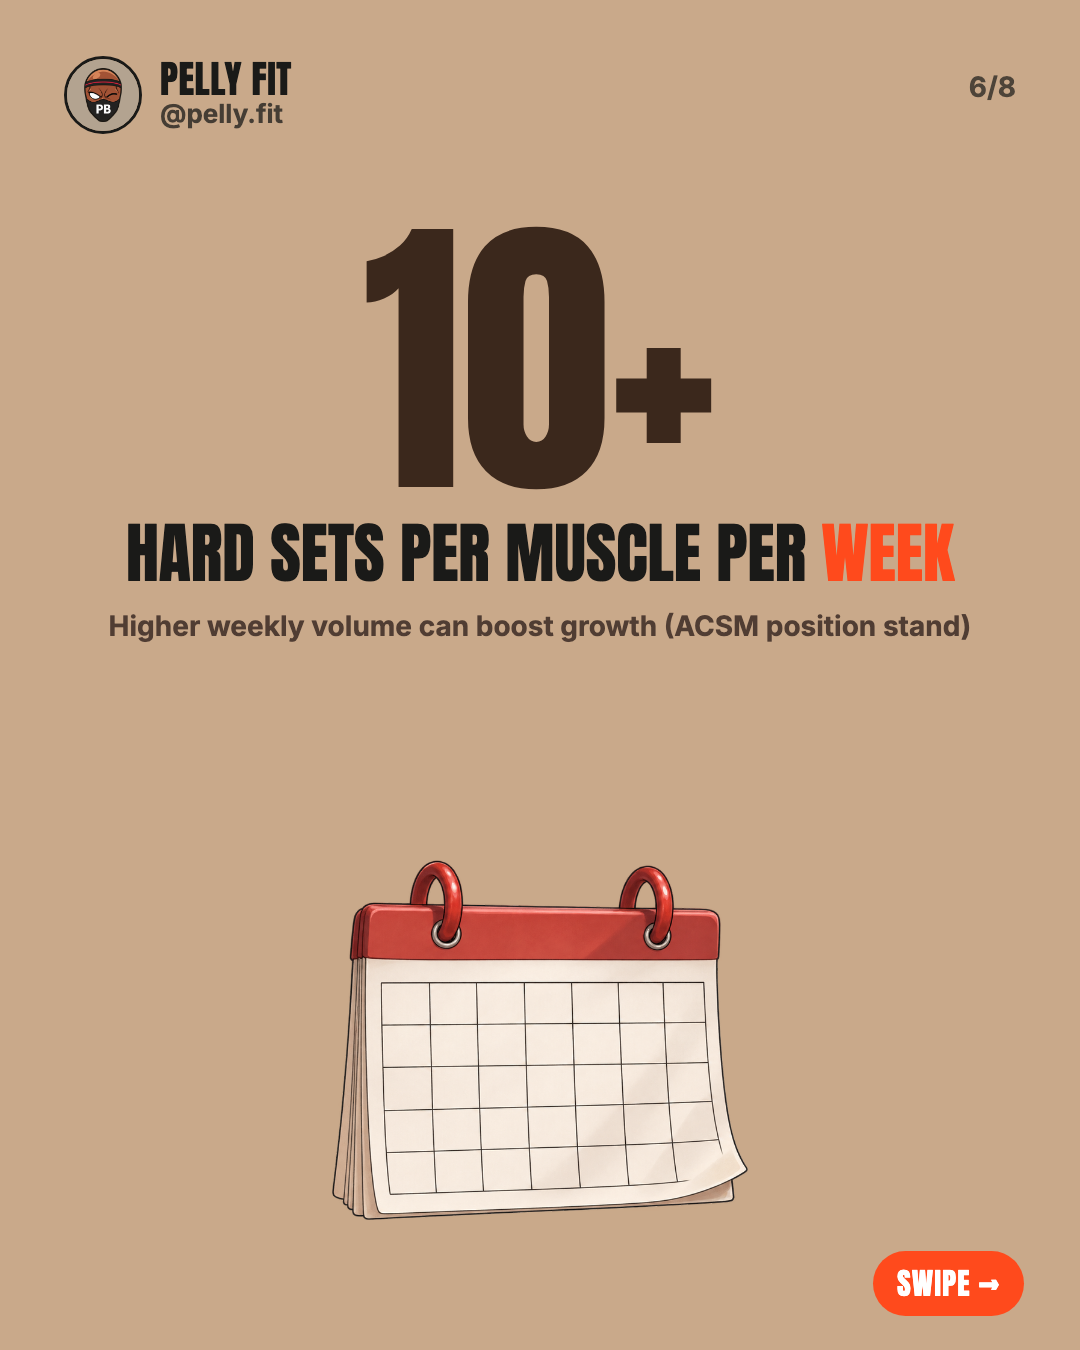 PELLY FIT
@pelly.fit
6/8
PB
10+
HARD SETS PER MUSCLE PER WEEK
Higher weekly volume can boost growth (ACSM position stand)
SWIPE →